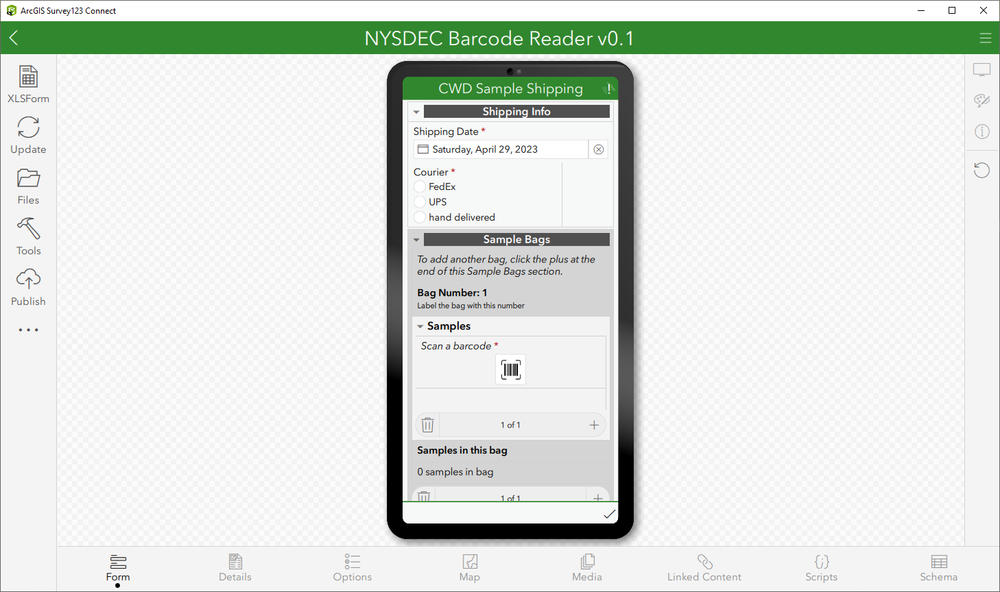 ArcGIS Survey123 Connect
NYSDEC Barcode Reader v0.1
XLSForm
Update
Files
Tools
Publish
CWD Sample Shipping
Shipping Info
Shipping Date *
Saturday, April 29, 2023
Courier *
FedEx
UPS
hand delivered
Sample Bags
To add another bag, click the plus at the
end of this Sample Bags section.
Bag Number: 1
Label the bag with this number
Samples
Scan a barcode *
1 of 1
Samples in this bag
0 samples in bag
1 of 1
Form
Details
Options
Map
Media
Linked Content
Scripts
Schema